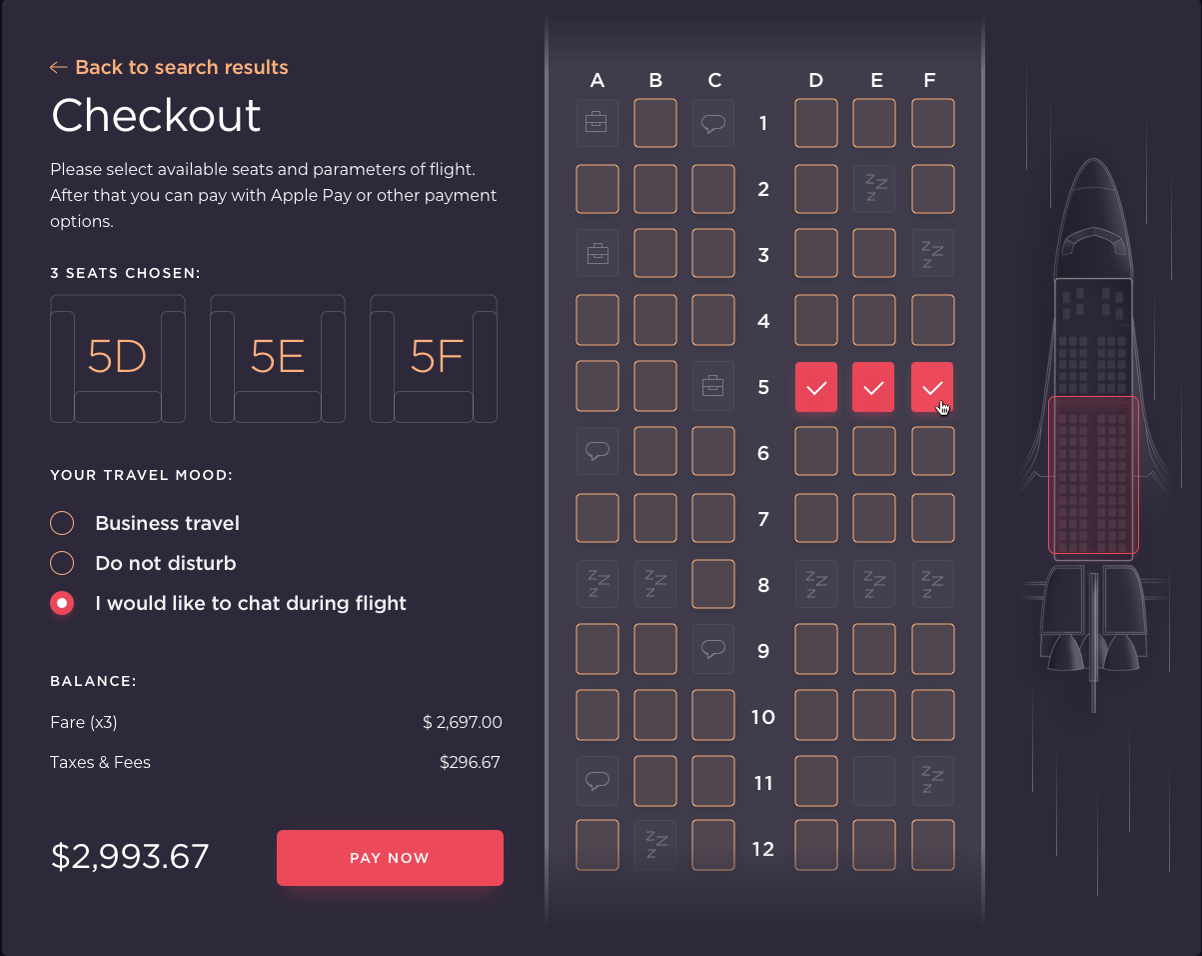 Back to search results
Checkout
Please select available seats and parameters of flight.
After that you can pay with Apple Pay or other payment
options.
3 SEATS CHOSEN:
5D 5E 5F
YOUR TRAVEL MOOD:
Business travel
Do not disturb
I would like to chat during flight
BALANCE:
Fare (x3) $ 2,697.00
Taxes & Fees $296.67
$2,993.67 PAY NOW
A B C D E F
1
2 z z z
3 z z z
4
5
6
7
8 z z z z z z z z z z z z z z z
9
10
11 z z z
12 z z z